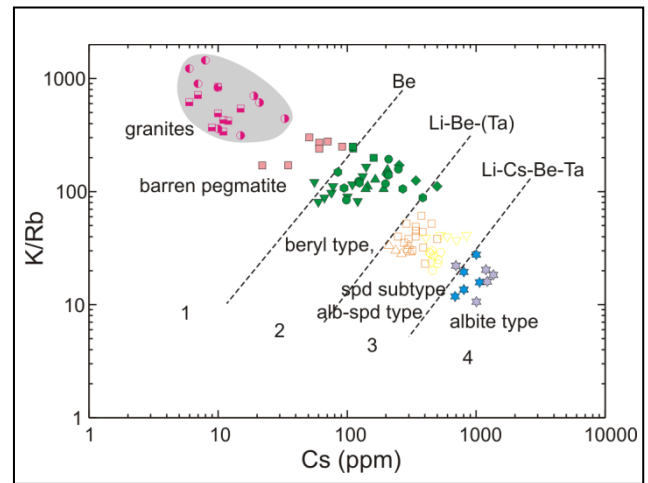 1000
100
10
1
K/Rb
Be
Li-Be-(Ta)
Li-Cs-Be-Ta
granites
barren pegmatite
beryl type,
spd subtype
alb-spd type
albite type
1
2
3
4
1
10
100
1000
10000
Cs (ppm)